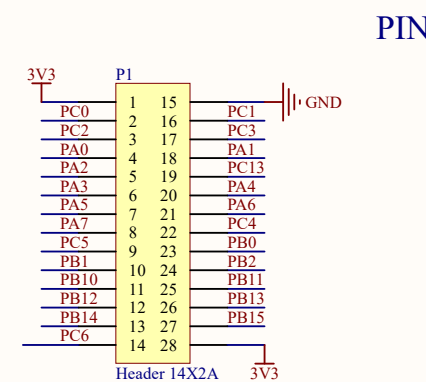 PIN
3V3 P1
1 15 GND
PC0 2 16 PC1
PC2 3 17 PC3
PA0 4 18 PA1
PA2 5 19 PC13
PA3 6 20 PA4
PA5 7 21 PA6
PA7 8 22 PC4
PC5 9 23 PB0
PB1 10 24 PB2
PB10 11 25 PB11
PB12 12 26 PB13
PB14 13 27 PB15
PC6 14 28
Header 14X2A 3V3